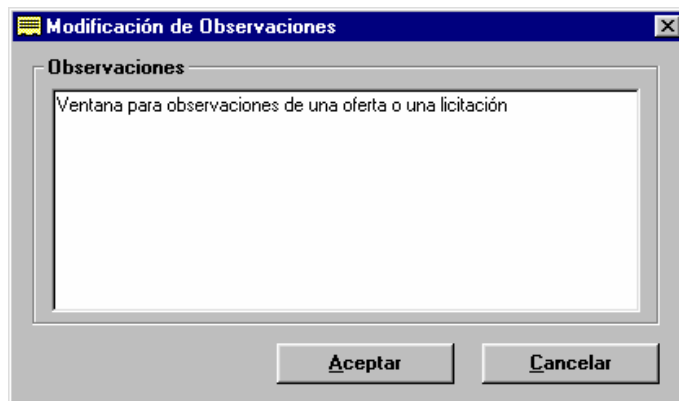 Modificación de Observaciones
Observaciones
Ventana para observaciones de una oferta o una licitación
Aceptar
Cancelar